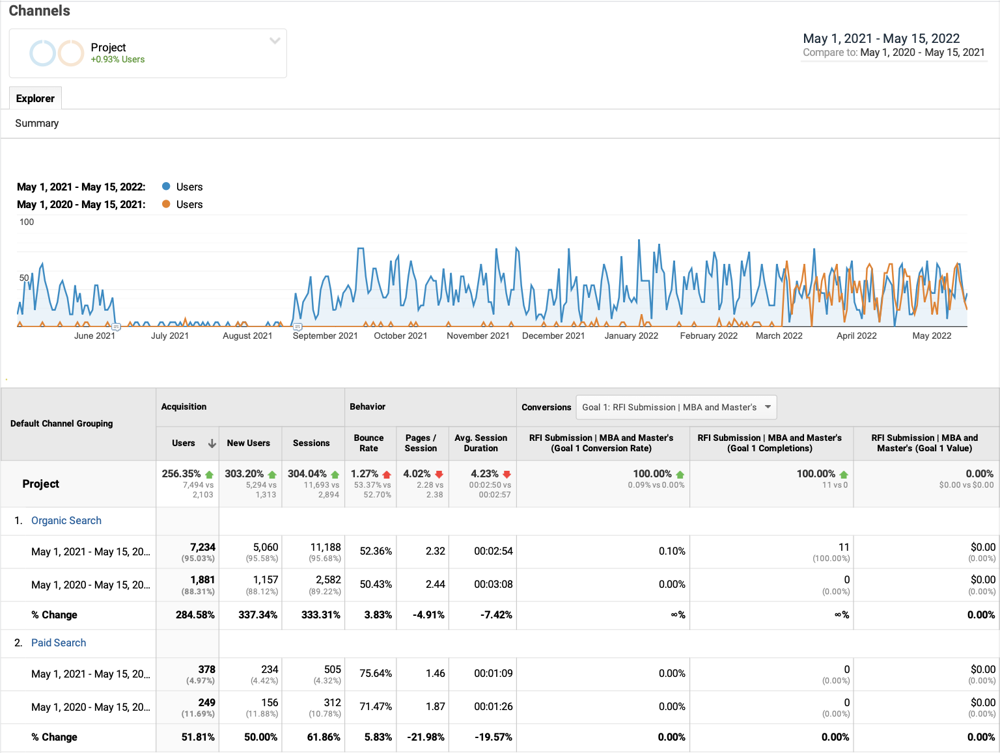 Channels
Project
+0.93% Users
May 1, 2021 - May 15, 2022
Compare to: May 1, 2020 - May 15, 2021
Explorer
Summary
May 1, 2021 - May 15, 2022: Users
May 1, 2020 - May 15, 2021: Users
100
50
June 2021 July 2021 August 2021 September 2021 October 2021 November 2021 December 2021 January 2022 February 2022 March 2022 April 2022 May 2022
Default Channel Grouping
Acquisition Behavior Conversions Goal 1: RFI Submission | MBA and Master's
Users New Users Sessions Bounce Rate Pages / Session Avg. Session Duration RFI Submission | MBA and Master's (Goal 1 Conversion Rate) RFI Submission | MBA and Master's (Goal 1 Completions) RFI Submission | MBA and Master's (Goal 1 Value)
Project
256.35% 303.20% 304.04% 1.27% 4.02% 4.23% 100.00% 100.00% 0.00%
7,494 vs 5,294 vs 11,693 vs 53.37% vs 2.28 vs 00:02:50 vs 0.09% vs 0.00% 11 vs 0 $0.00 vs $0.00
2,103 1,313 2,894 52.70% 2.38 00:02:57
1. Organic Search
May 1, 2021 - May 15, 20... 7,234 5,060 11,188 52.36% 2.32 00:02:54 0.10% 11 $0.00
(95.03%) (95.58%) (95.68%) (100.00%) (0.00%)
May 1, 2020 - May 15, 20... 1,881 1,157 2,582 50.43% 2.44 00:03:08 0.00% 0 $0.00
(88.31%) (88.12%) (89.22%) (0.00%) (0.00%)
% Change 284.58% 337.34% 333.31% 3.83% -4.91% -7.42% ∞% ∞% 0.00%
2. Paid Search
May 1, 2021 - May 15, 20... 378 234 505 75.64% 1.46 00:01:09 0.00% 0 $0.00
(4.97%) (4.42%) (4.32%) (0.00%) (0.00%)
May 1, 2020 - May 15, 20... 249 156 312 71.47% 1.87 00:01:26 0.00% 0 $0.00
(11.69%) (11.88%) (10.78%) (0.00%) (0.00%)
% Change 51.81% 50.00% 61.86% 5.83% -21.98% -19.57% 0.00% 0.00% 0.00%